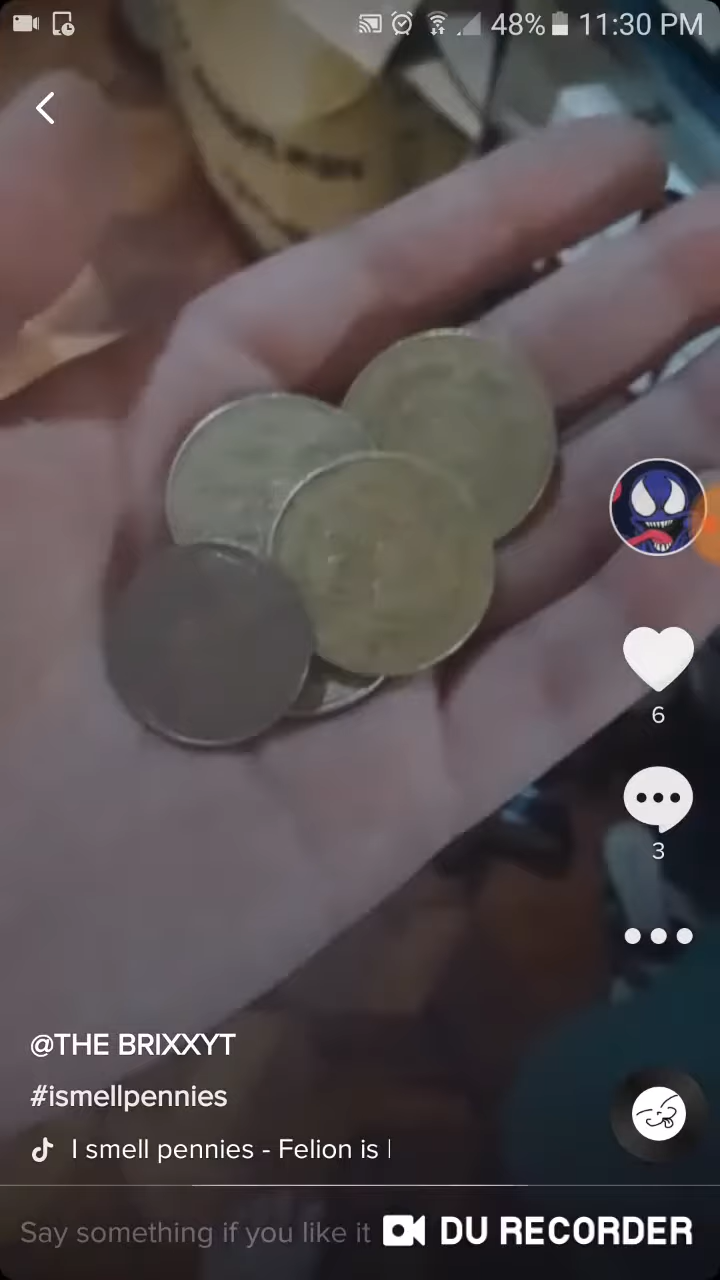 48% 11:30 PM
6
3
@THE BRIXXYT
#ismellpennies
I smell pennies - Felion is
Say something if you like it
DU RECORDER